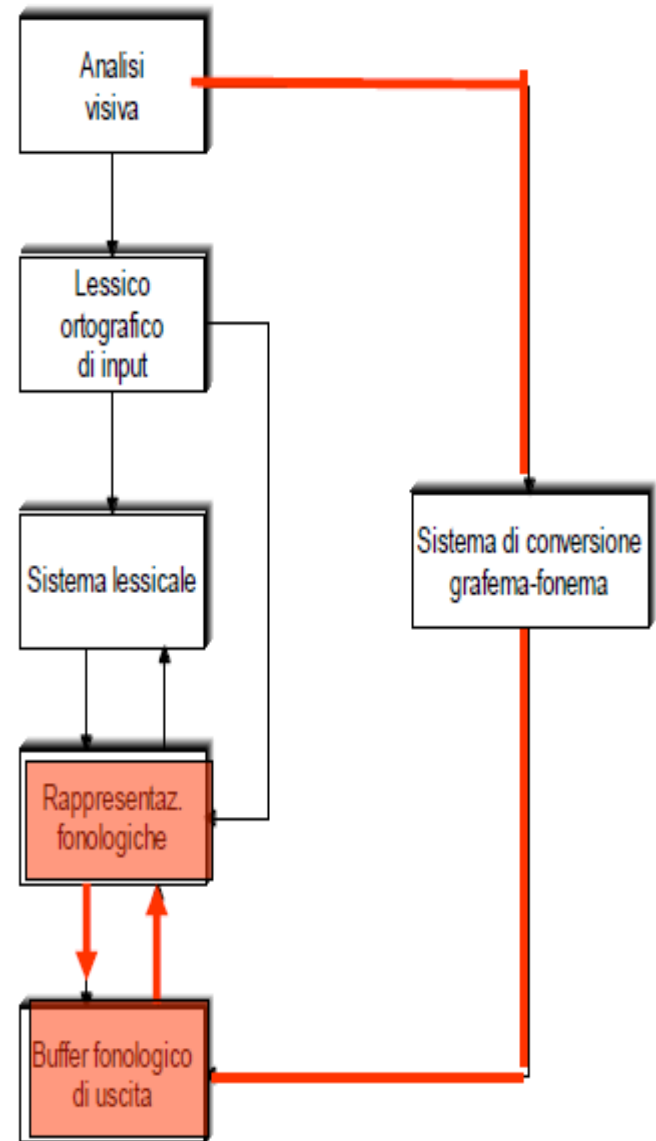 Analisi
visiva
Lessico
ortografico
di input
Sistema lessicale
Sistema di conversione
grafema-fonema
Rappresentaz.
fonologiche
Buffer fonologico
di uscita